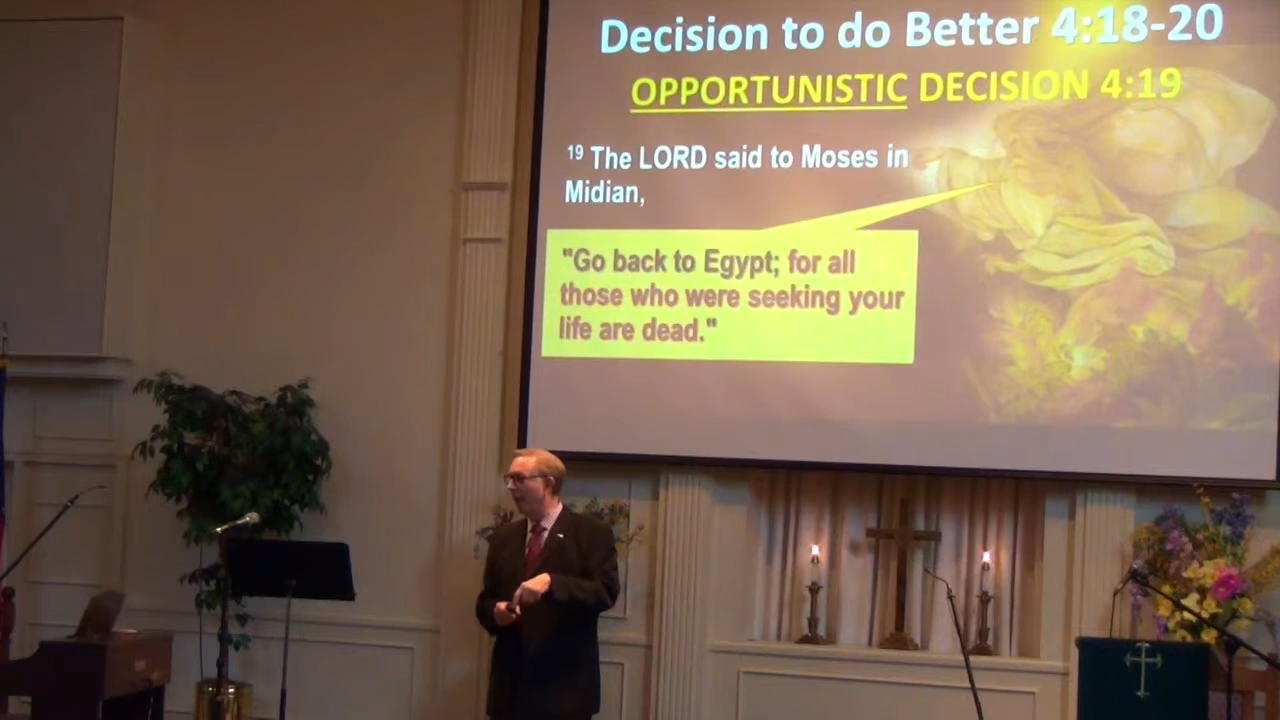 Decision to do Better 4:18-20
OPPORTUNISTIC DECISION 4:19
19 The LORD said to Moses in
Midian,
"Go back to Egypt; for all
those who were seeking your
life are dead."